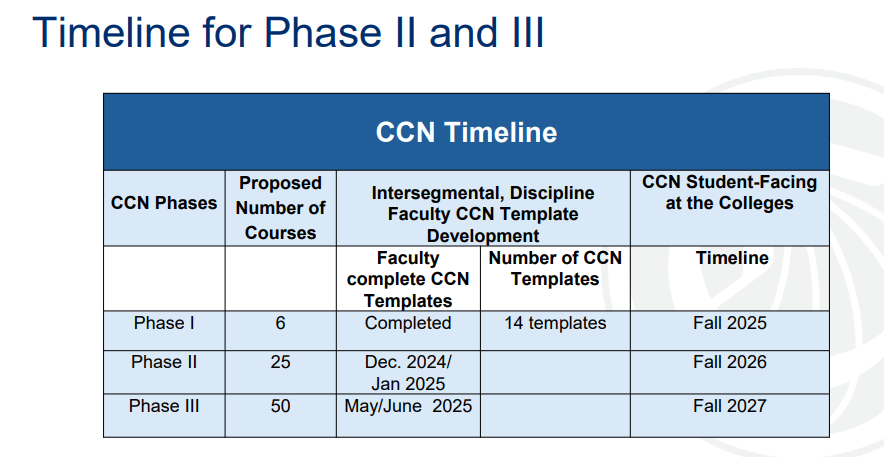 Timeline for Phase II and III
CCN Timeline
CCN Phases
Proposed
Number of
Courses
Intersegmental, Discipline
Faculty CCN Template
Development
CCN Student-Facing
at the Colleges
Faculty
complete CCN
Templates
Number of CCN
Templates
Timeline
Phase I
6
Completed
14 templates
Fall 2025
Phase II
25
Dec. 2024/
Jan 2025
Fall 2026
Phase III
50
May/June 2025
Fall 2027